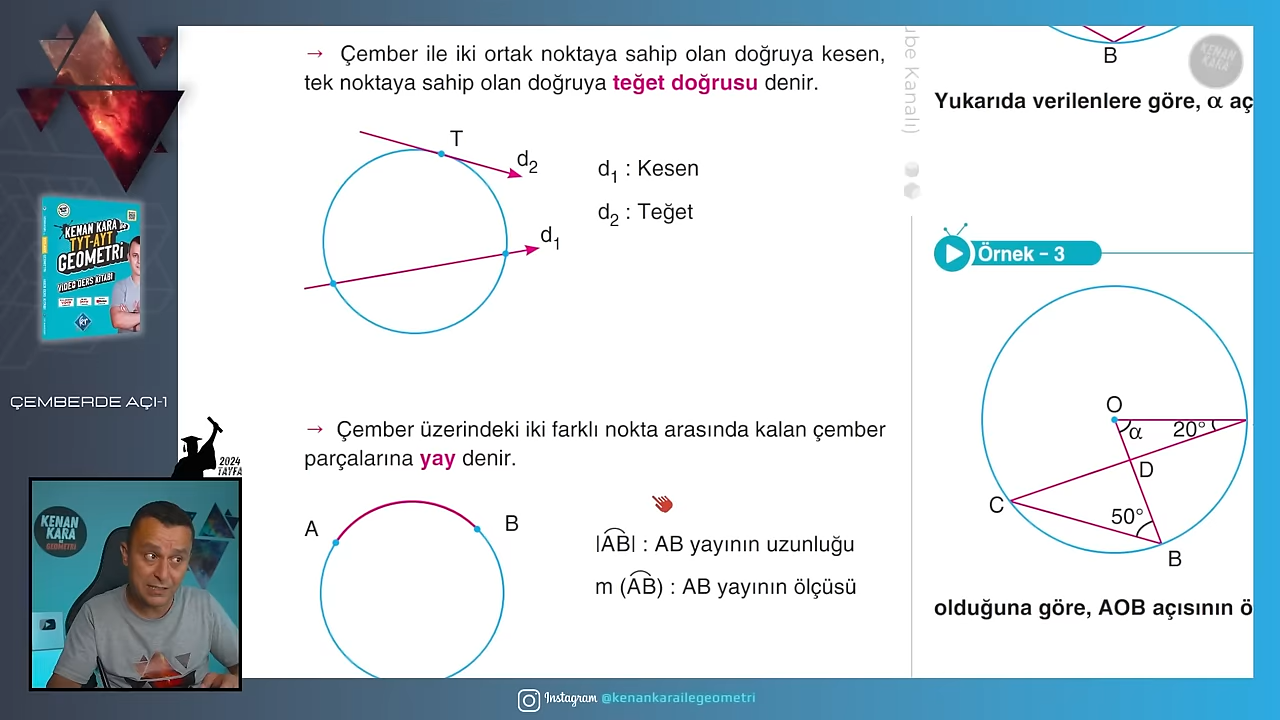 → Çember ile iki ortak noktaya sahip olan doğruya kesen,
tek noktaya sahip olan doğruya teğet doğrusu denir.
T
d2
d1
d1 : Kesen
d2 : Teğet
→ Çember üzerindeki iki farklı nokta arasında kalan çember
parçalarına yay denir.
A
B
|AB| : AB yayının uzunluğu
m (AB) : AB yayının ölçüsü
B
Yukarıda verilenlere göre, α aç
Örnek - 3
O
α
20°
D
C
50°
B
olduğuna göre, AOB açısının ö
KENAN KARA
KENAN KARA
TYT-AYT
GEOMETRİ
VİDEO DERS KİTABI
ÇEMBERDE AÇI-1
2024
TAYFA
KENAN
KARA
GEOMETRİ
Instagram @kenankarailegeometri